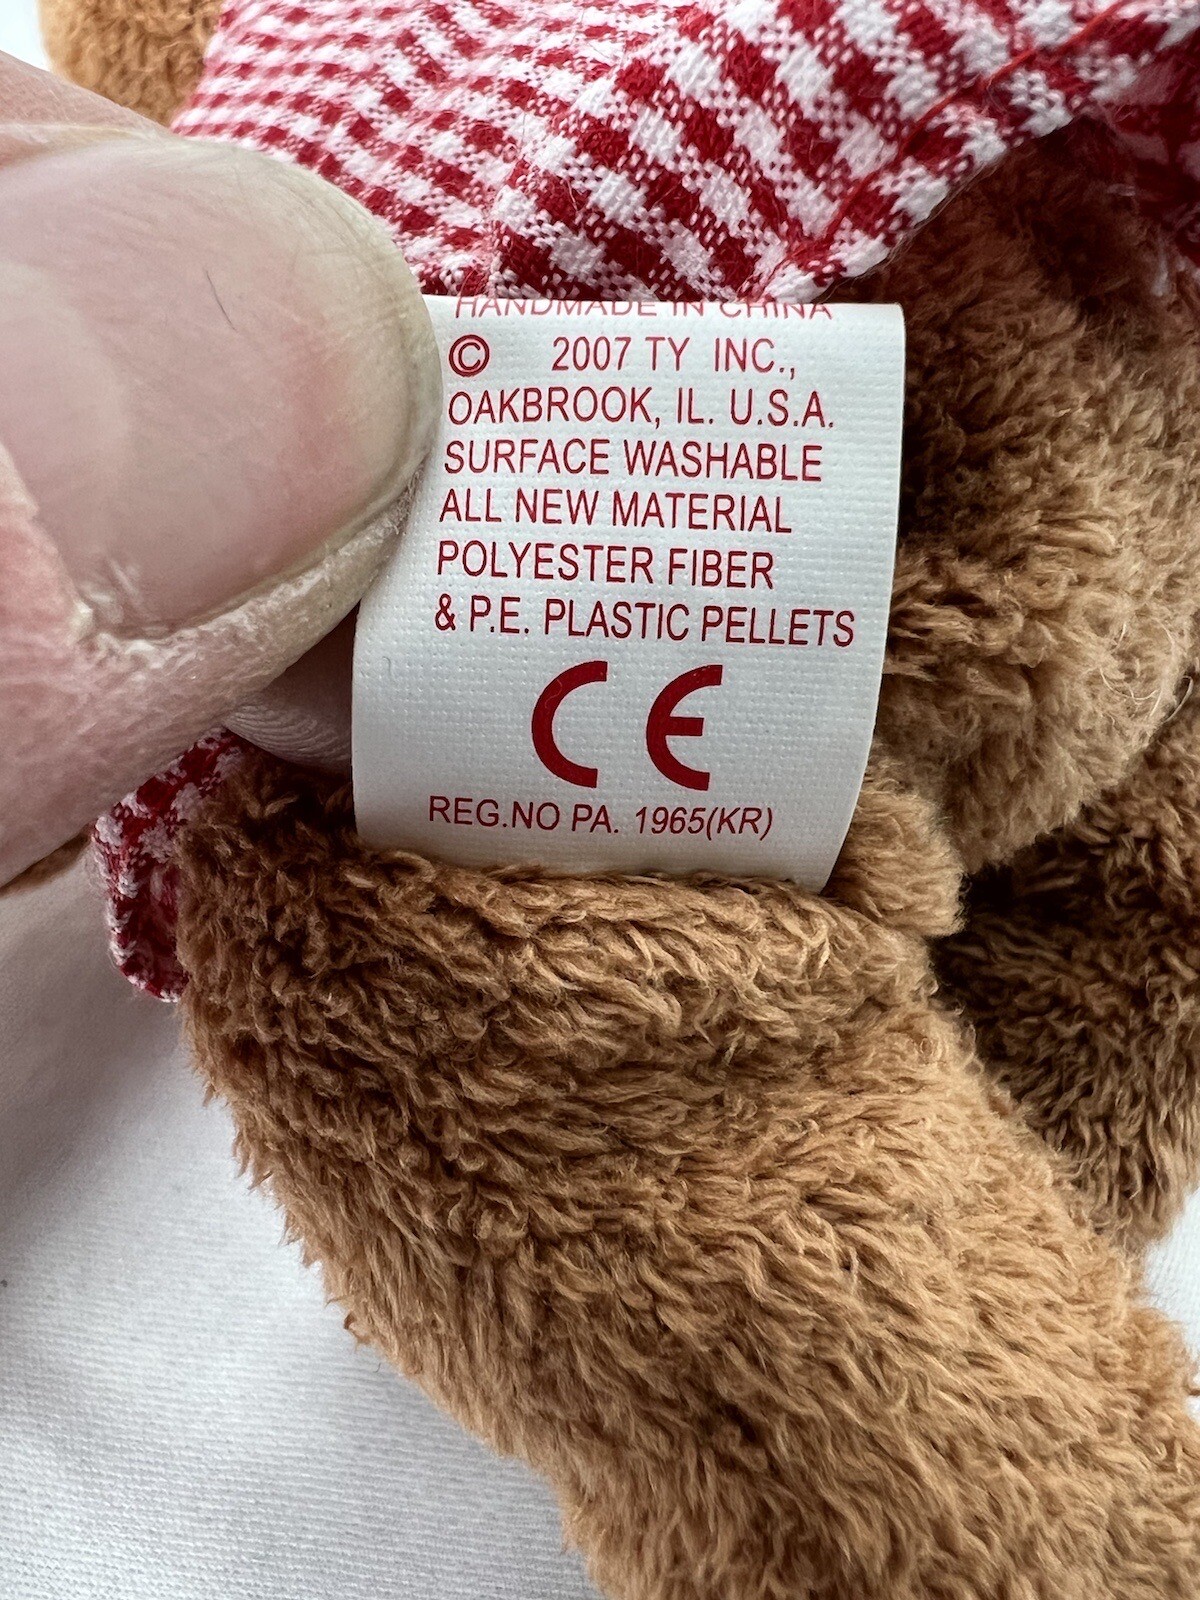 HANDMADE IN CHINA
© 2007 TY INC.,
OAKBROOK, IL. U.S.A.
SURFACE WASHABLE
ALL NEW MATERIAL
POLYESTER FIBER
& P.E. PLASTIC PELLETS
CE
REG.NO PA. 1965(KR)